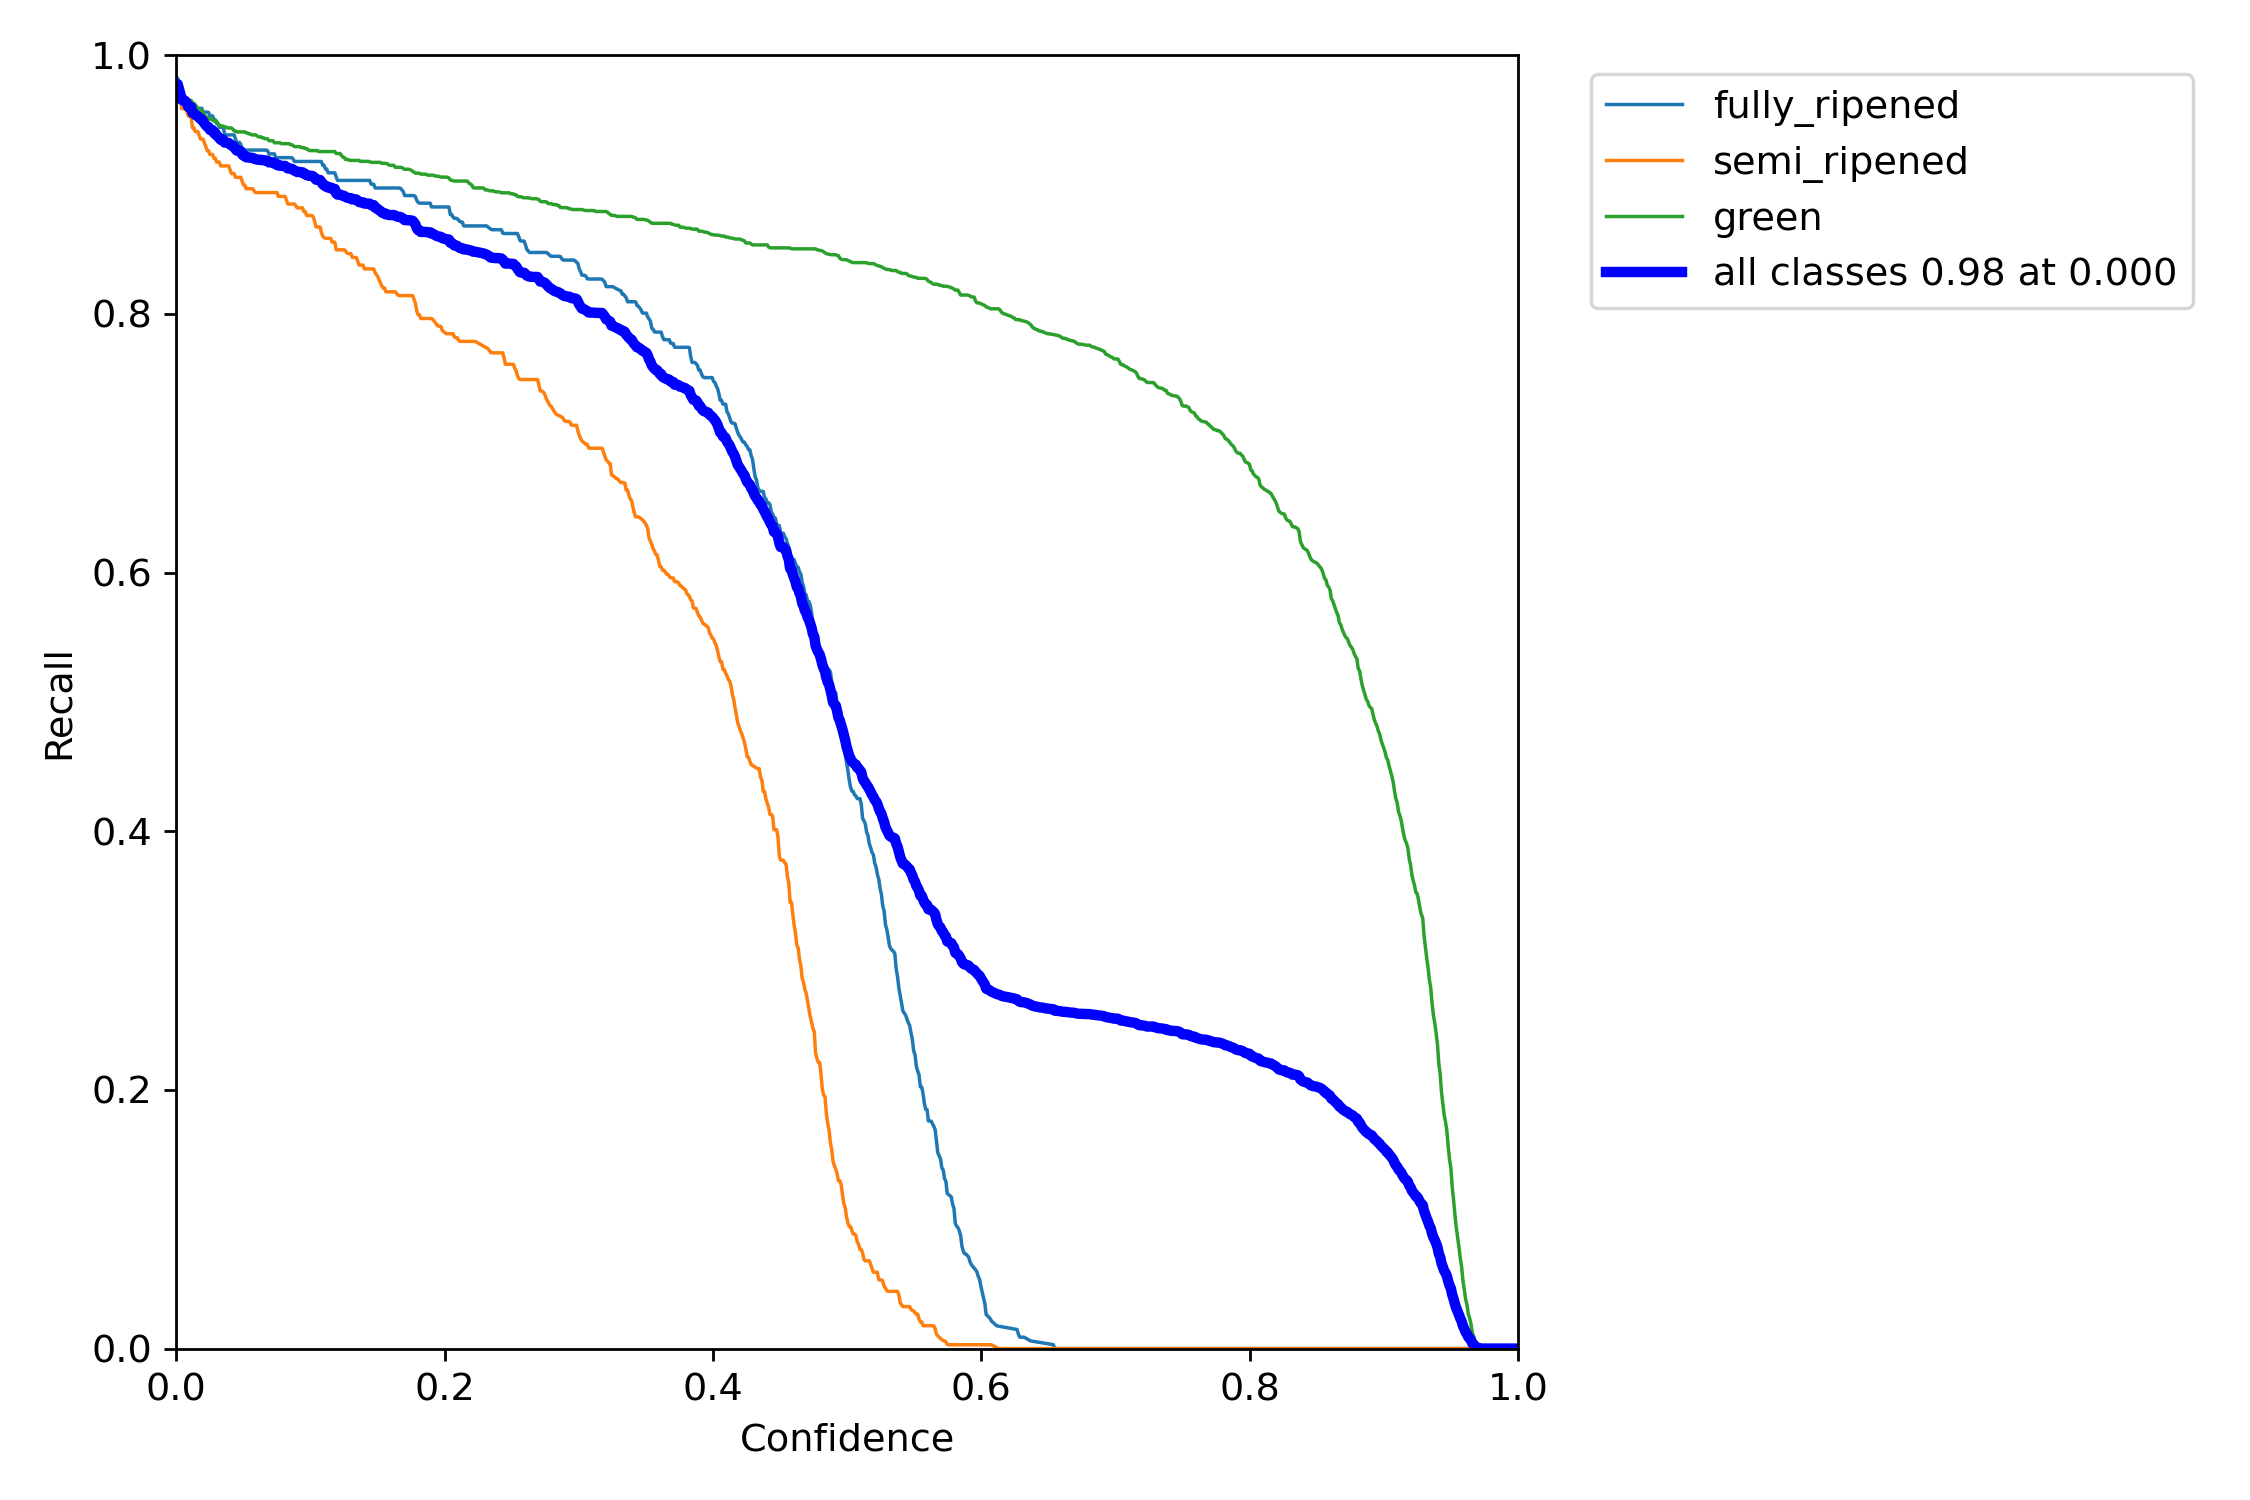 1.0
0.8
0.6
0.4
0.2
0.0
Recall
0.0 0.2 0.4 0.6 0.8 1.0
Confidence
fully_ripened
semi_ripened
green
all classes 0.98 at 0.000